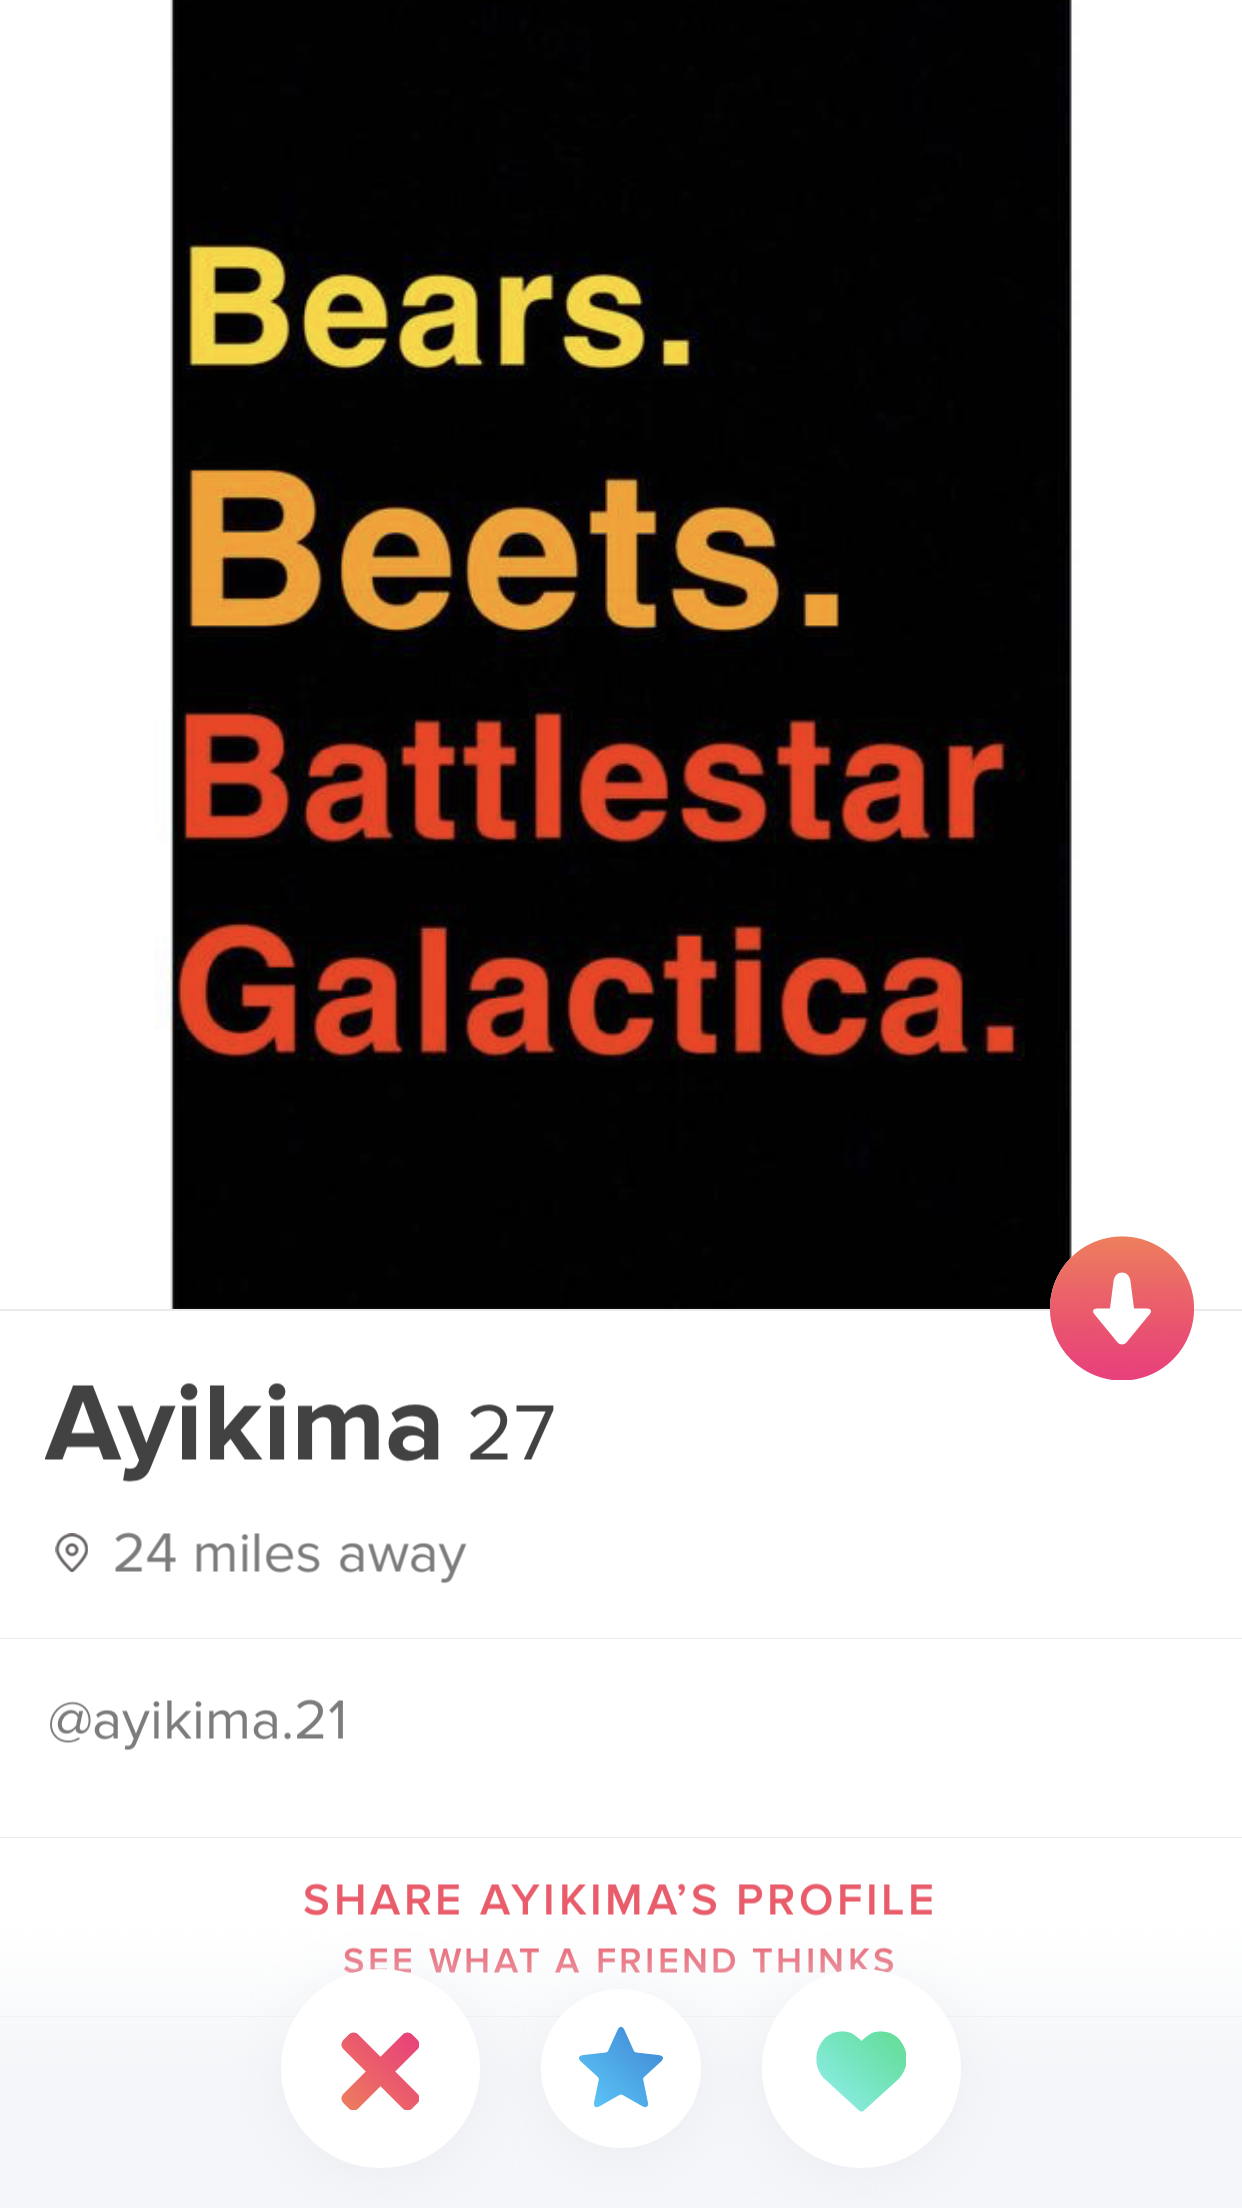 Bears.
Beets.
Battlestar
Galactica.
Ayikima 27
24 miles away
@ayikima.21
SHARE AYIKIMA’S PROFILE
SEE WHAT A FRIEND THINKS